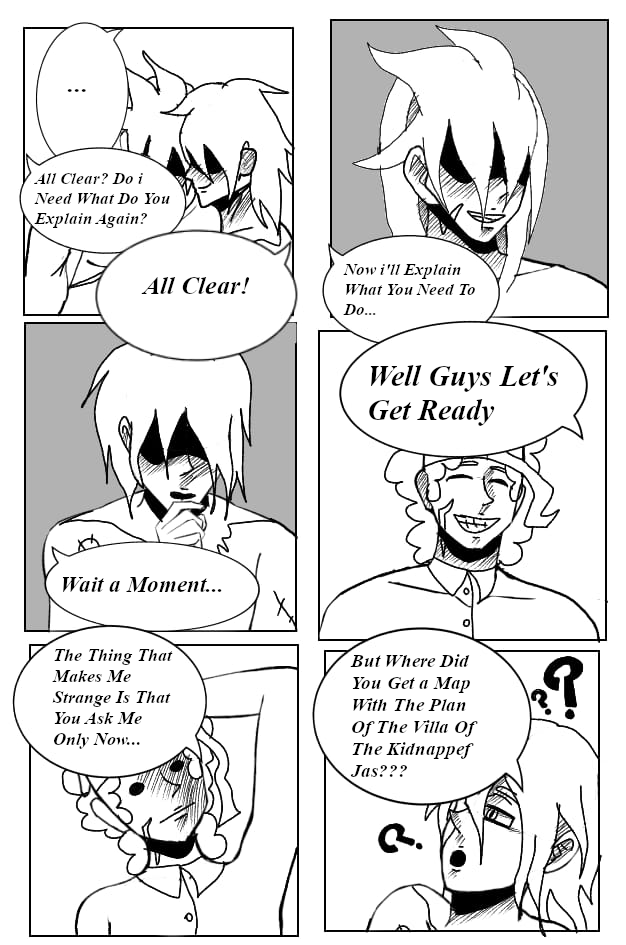 Now i'll Explain
What You Need To
Do...
...
All Clear? Do i
Need What Do You
Explain Again?
All Clear!
Well Guys Let's
Get Ready
Wait a Moment...
But Where Did
You Get a Map
With The Plan
Of The Villa Of
The Kidnappef
Jas???
? ?
?.
The Thing That
Makes Me
Strange Is That
You Ask Me
Only Now...